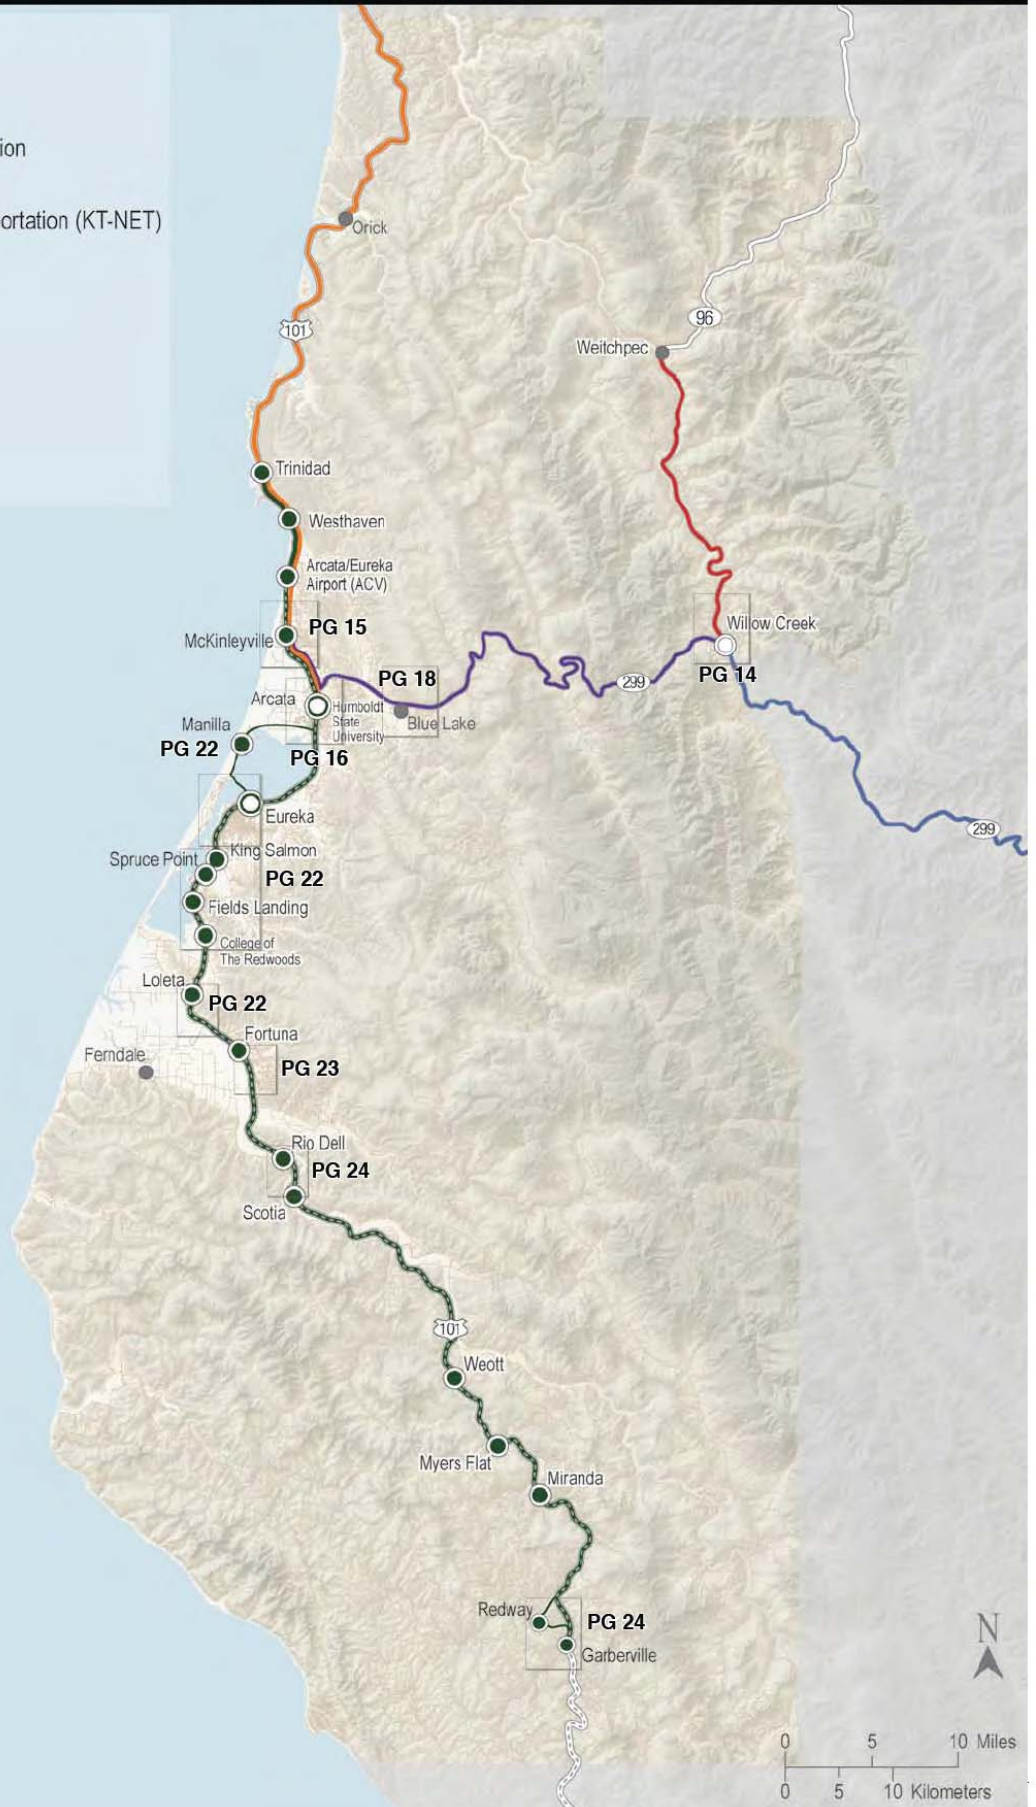 ion
ortation (KT-NET)
Orick
101
96
Weitchpec
Trinidad
Westhaven
Arcata/Eureka
Airport (ACV)
McKinleyville
PG 15
Willow Creek
PG 14
PG 18
299
Arcata
Humboldt
State
University
Blue Lake
Manilla
PG 22
PG 16
Eureka
299
King Salmon
Spruce Point
PG 22
Fields Landing
College of
The Redwoods
Loleta
PG 22
Fortuna
Ferndale
PG 23
Rio Dell
PG 24
Scotia
101
Weott
Myers Flat
Miranda
Redway
PG 24
Garberville
N
0 5 10 Miles
0 5 10 Kilometers